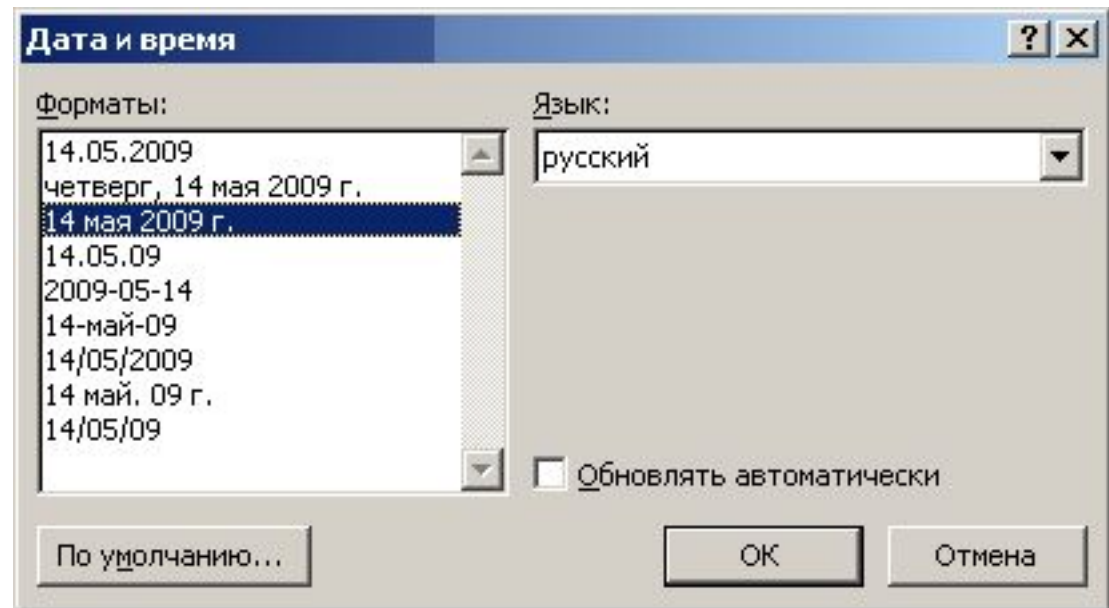 Дата и время
Форматы:
14.05.2009
четверг, 14 мая 2009 г.
14 мая 2009 г.
14.05.09
2009-05-14
14-май-09
14/05/2009
14 май. 09 г.
14/05/09
Язык:
русский
Обновлять автоматически
По умолчанию...
ОК
Отмена